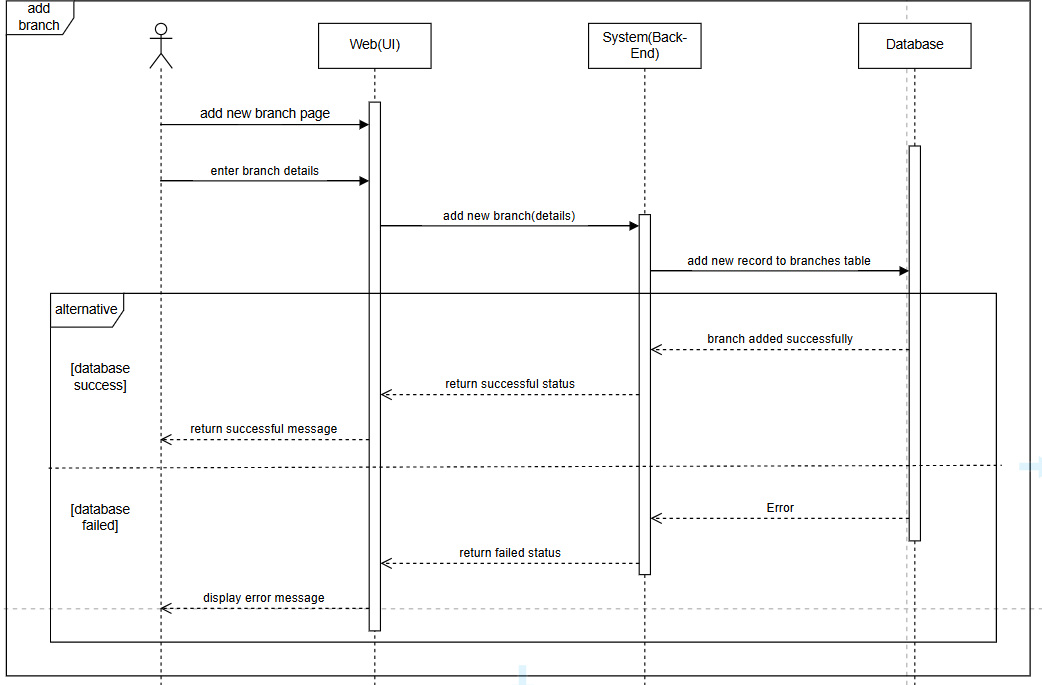 add
branch
Web(UI)
System(Back-
End)
Database
add new branch page
enter branch details
add new branch(details)
add new record to branches table
alternative
branch added successfully
[database
success]
return successful status
return successful message
[database
failed]
Error
return failed status
display error message